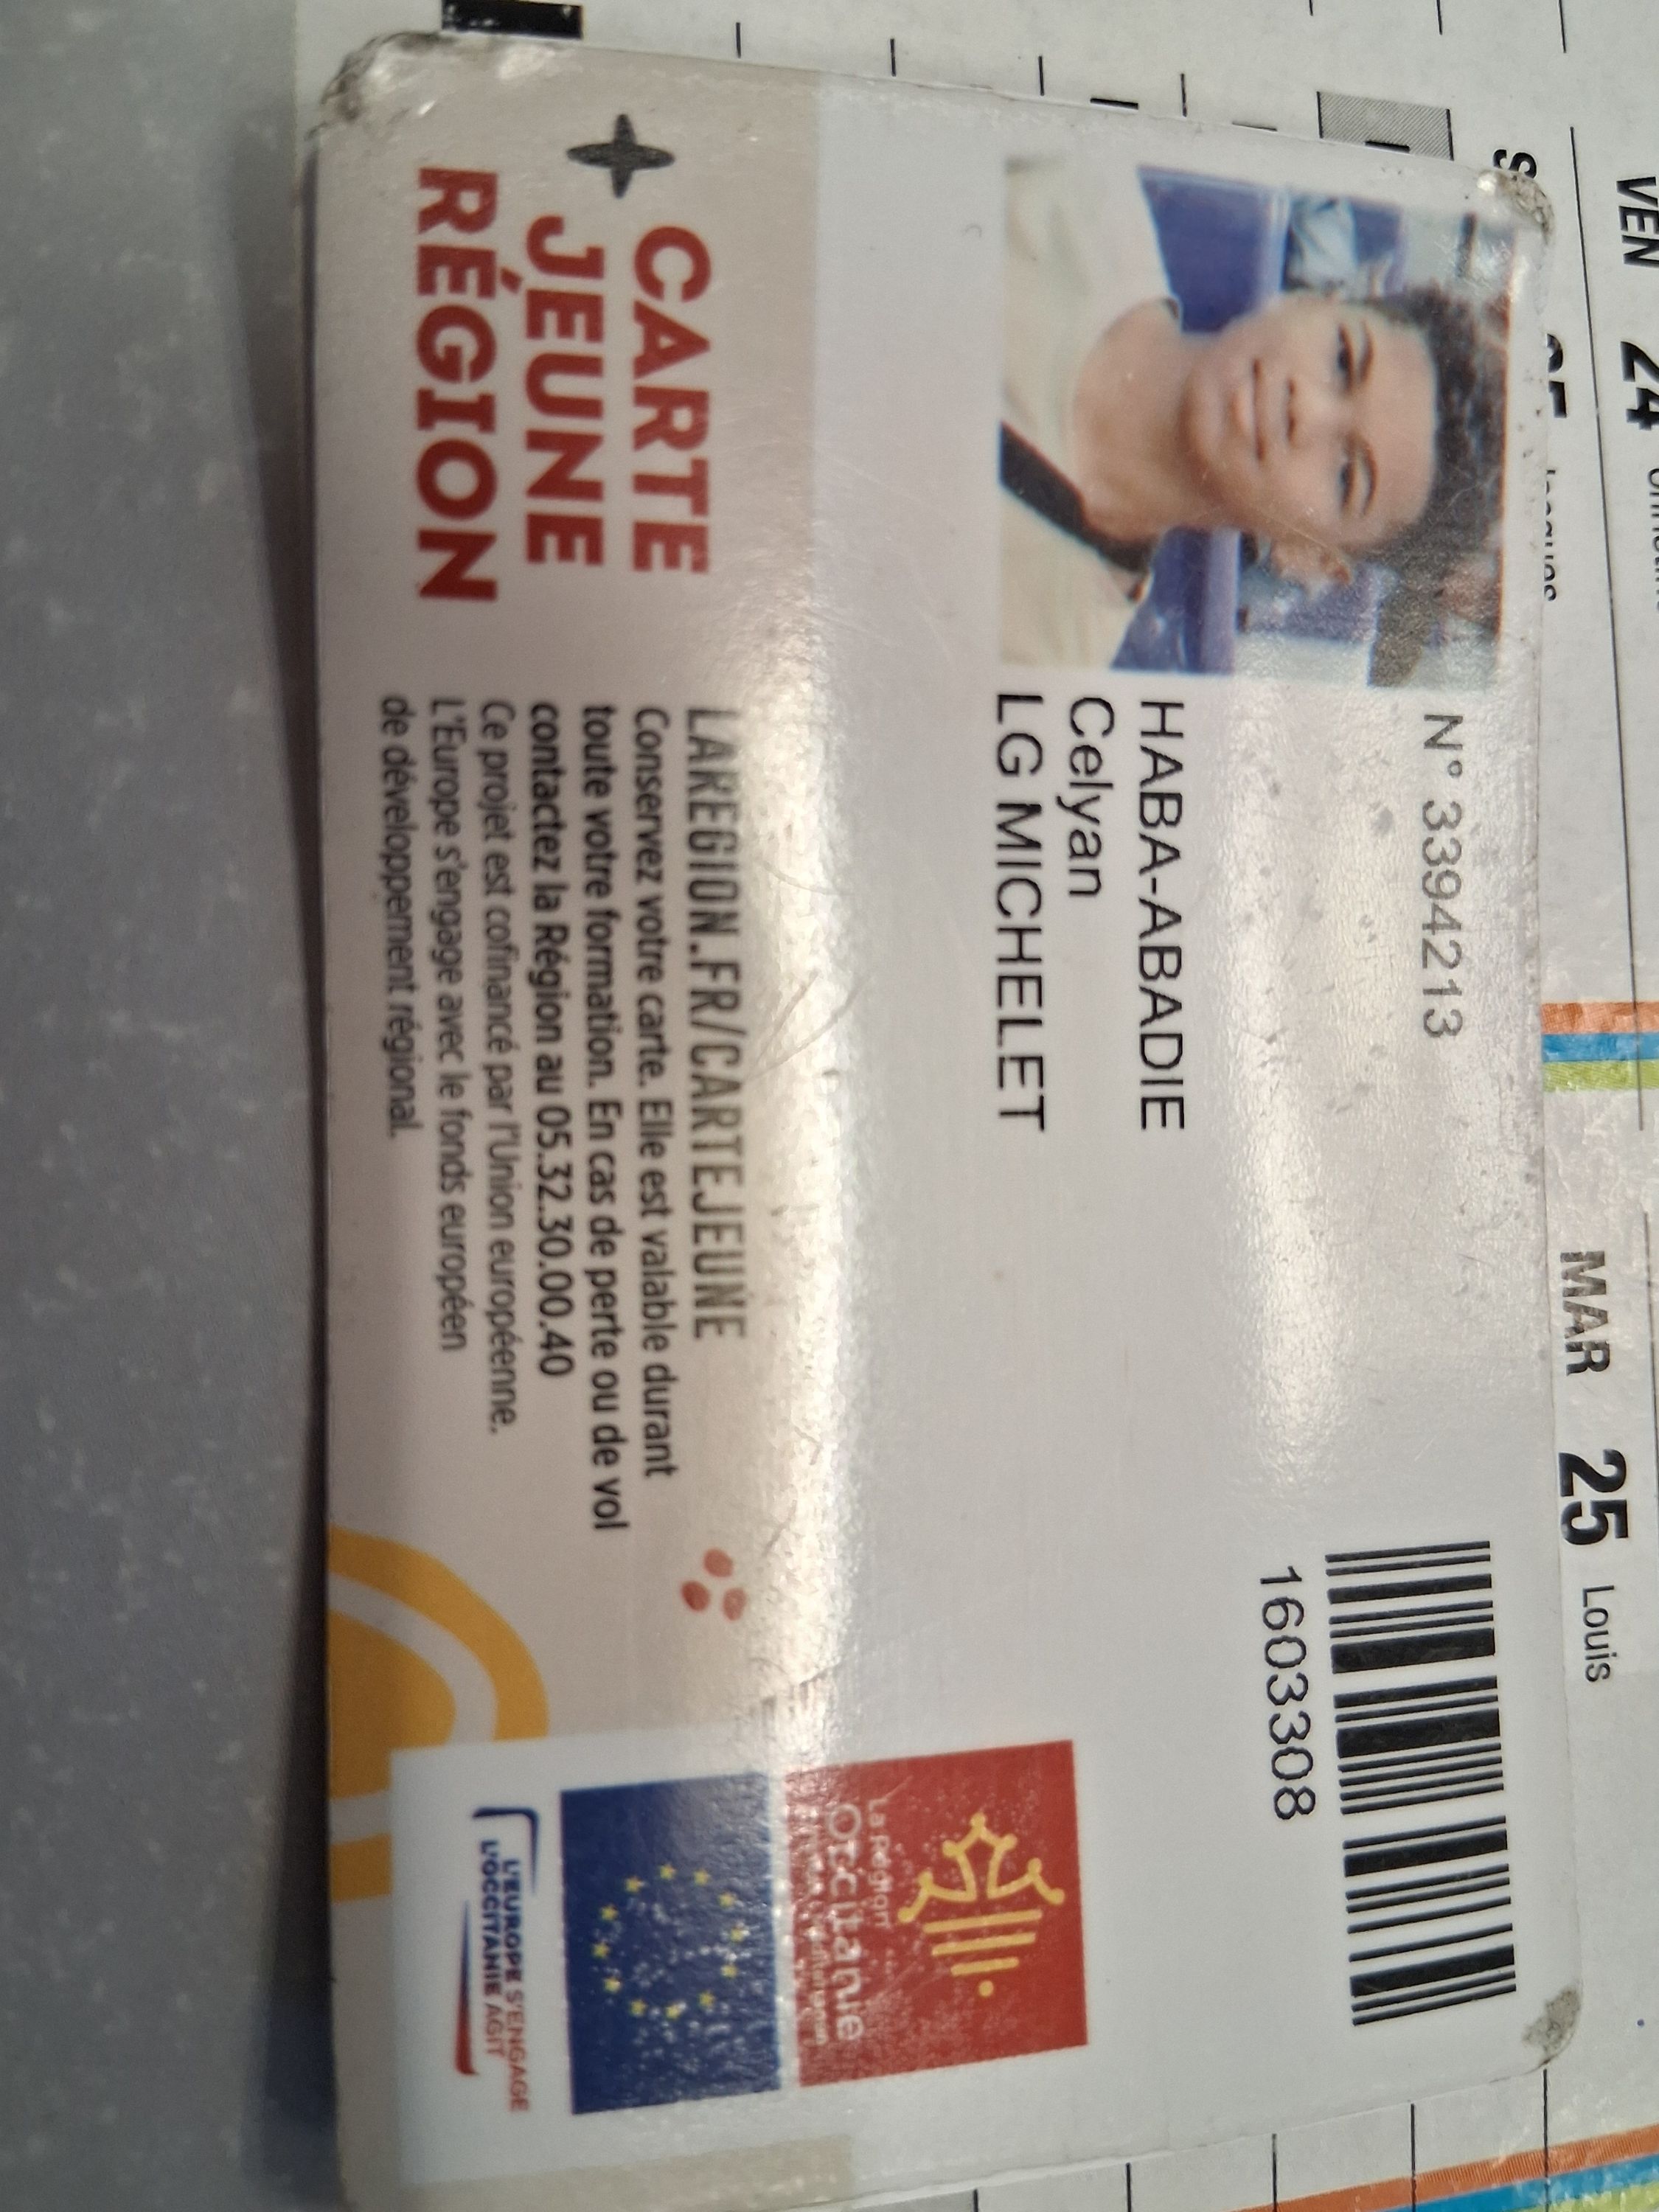 N° 3394213
HABA-ABADIE
Celyan
LG MICHELET
1603308
CARTE
JEUNE
RÉGION
LAREGION.FR/CARTEJEUNE
Conservez votre carte. Elle est valable durant
toute votre formation. En cas de perte ou de vol
contactez la Région au 05.32.30.00.40
Ce projet est cofinancé par l'Union européenne.
L'Europe s'engage avec le fonds européen
de développement régional.
La Région
Occitanie
L'EUROPE S'ENGAGE
L'OCCITANIE AGIT
VEN 24
MAR 25 Louis